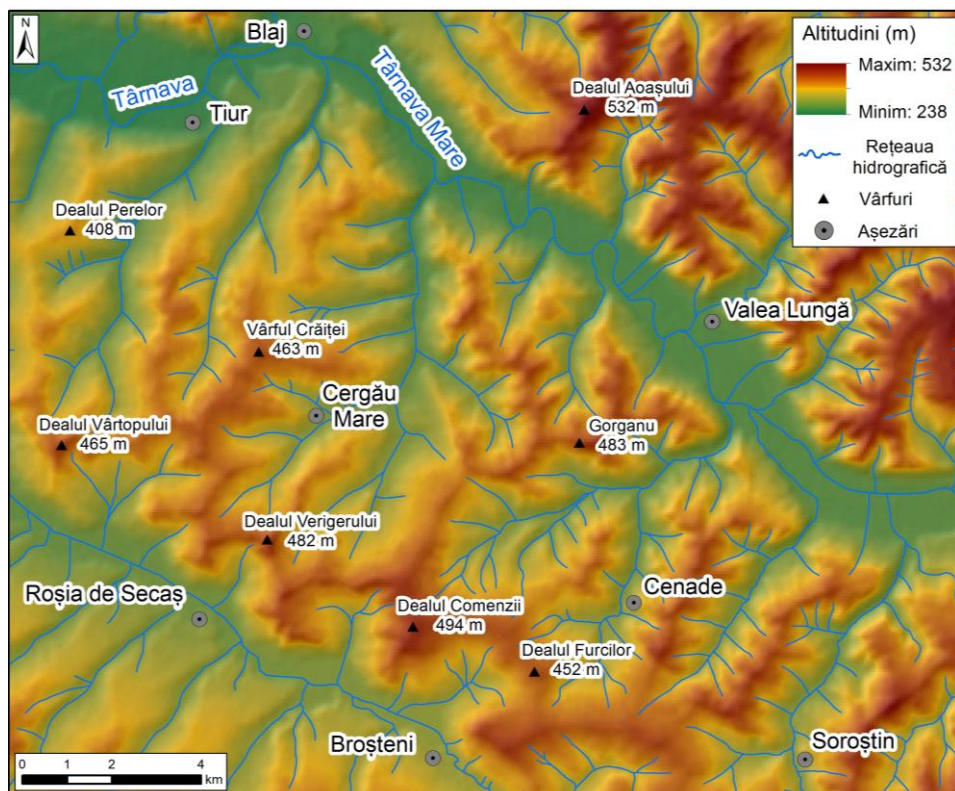 N
Blaj
Târnava
Tiur
Târnava Mare
Dealul Aoașului
532 m
Altitudini (m)
Maxim: 532
Minim: 238
Rețeaua
hidrografică
Vârfuri
Așezări
Dealul Perelor
408 m
Valea Lungă
Vârful Crăiței
463 m
Cergău
Mare
Dealul Vârtopului
465 m
Gorganu
483 m
Dealul Verigerului
482 m
Roșia de Secaș
Cenade
Dealul Comenzii
494 m
Dealul Furcilor
452 m
Broșteni
Soroștin
0 1 2 4
km